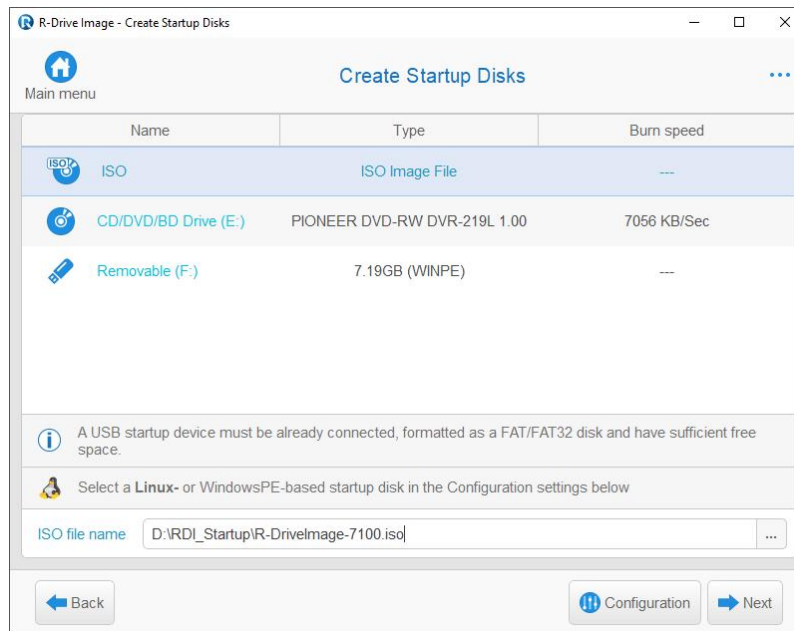 R-Drive Image - Create Startup Disks
Main menu
Create Startup Disks
Name Type Burn speed
ISO ISO ISO Image File ---
CD/DVD/BD Drive (E:) PIONEER DVD-RW DVR-219L 1.00 7056 KB/Sec
Removable (F:) 7.19GB (WINPE) ---
A USB startup device must be already connected, formatted as a FAT/FAT32 disk and have sufficient free
space.
Select a Linux- or WindowsPE-based startup disk in the Configuration settings below
ISO file name D:\RDI_Startup\R-DriveImage-7100.iso ...
Back Configuration Next